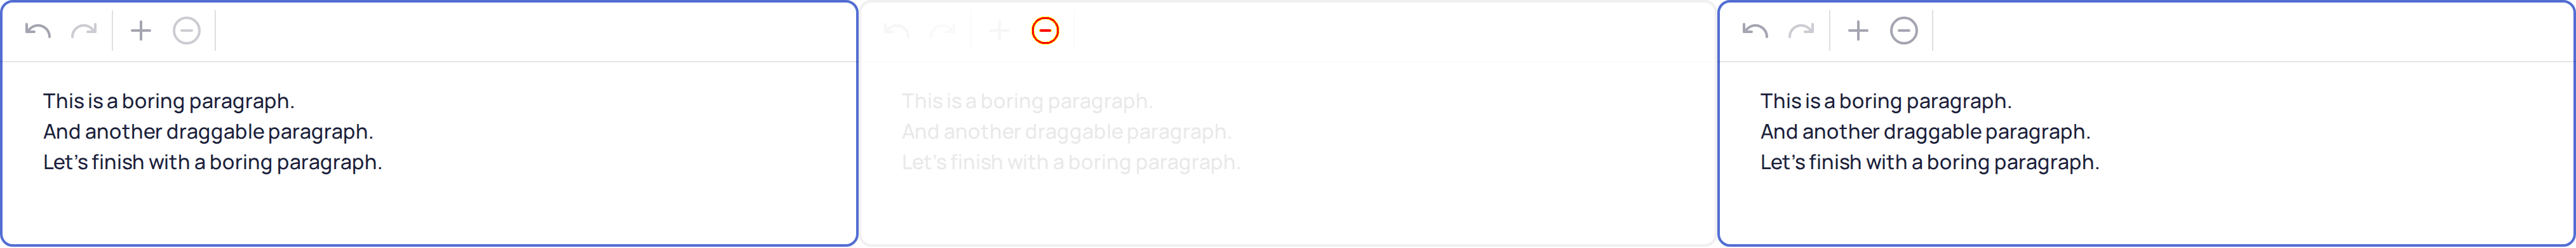 This is a boring paragraph.
And another draggable paragraph.
Let's finish with a boring paragraph.
This is a boring paragraph.
And another draggable paragraph.
Let's finish with a boring paragraph.
This is a boring paragraph.
And another draggable paragraph.
Let's finish with a boring paragraph.